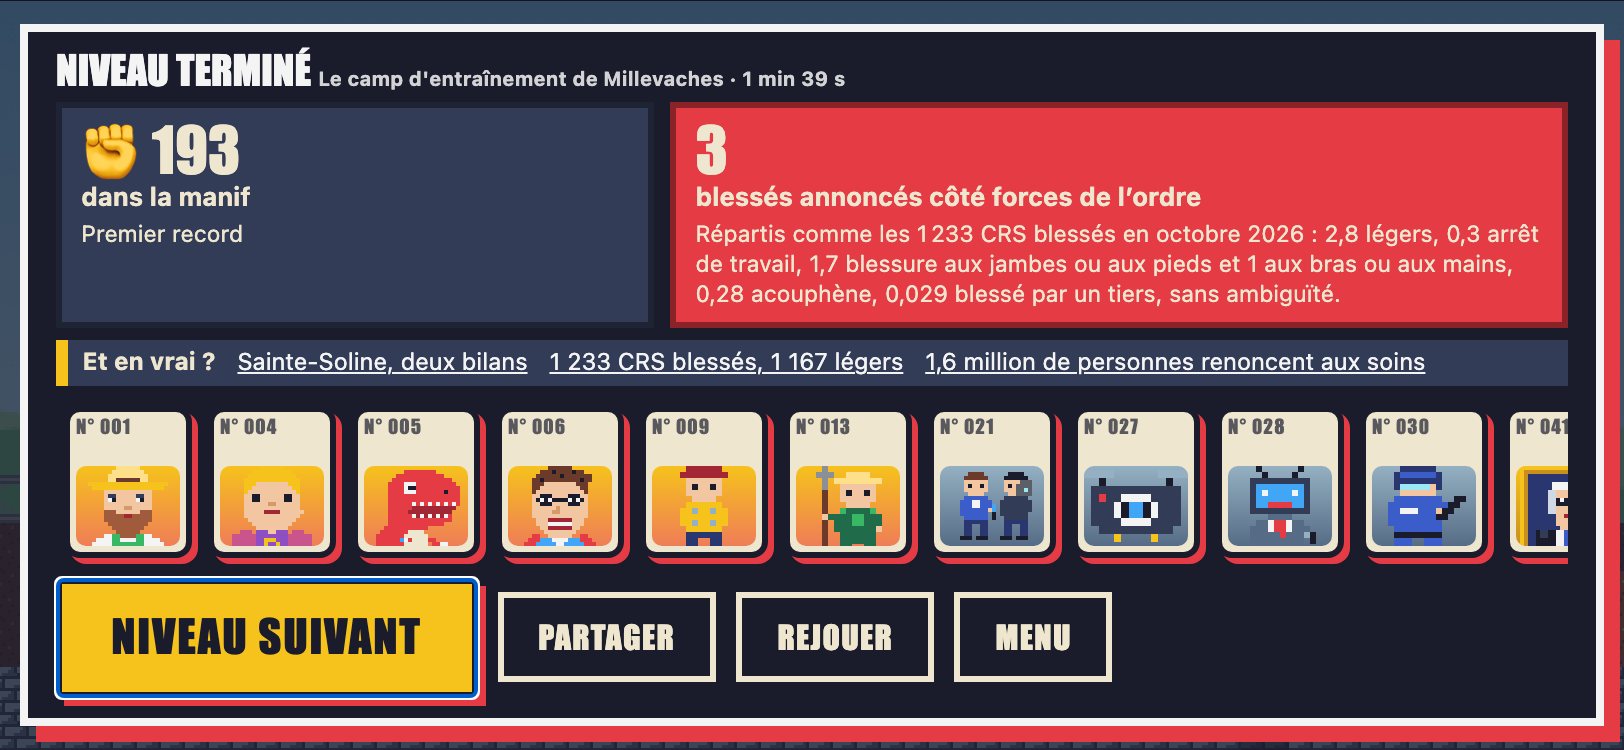 NIVEAU TERMINÉ Le camp d'entraînement de Millevaches · 1 min 39 s
193
dans la manif
Premier record
3
blessés annoncés côté forces de l’ordre
Répartis comme les 1 233 CRS blessés en octobre 2026 : 2,8 légers, 0,3 arrêt
de travail, 1,7 blessure aux jambes ou aux pieds et 1 aux bras ou aux mains,
0,28 acouphène, 0,029 blessé par un tiers, sans ambiguïté.
Et en vrai ? Sainte-Soline, deux bilans 1 233 CRS blessés, 1 167 légers 1,6 million de personnes renoncent aux soins
N° 001 N° 004 N° 005 N° 006 N° 009 N° 013 N° 021 N° 027 N° 028 N° 030 N° 041
NIVEAU SUIVANT PARTAGER REJOUER MENU